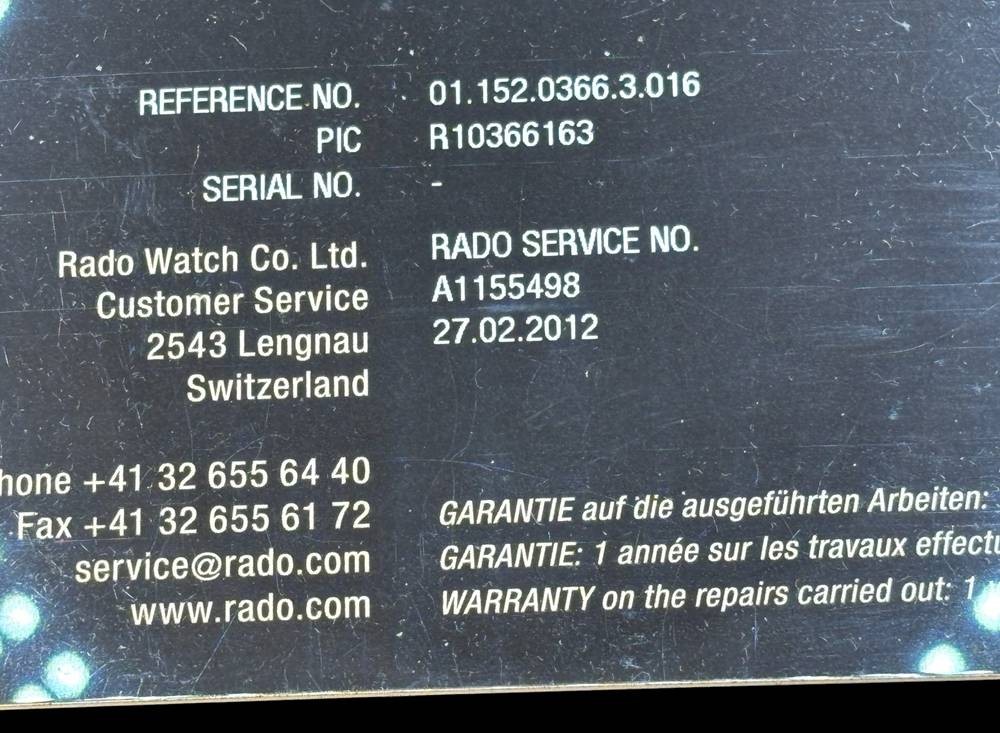 REFERENCE NO. 01.152.0366.3.016
PIC R10366163
SERIAL NO. -
Rado Watch Co. Ltd.
Customer Service
2543 Lengnau
Switzerland
RADO SERVICE NO.
A1155498
27.02.2012
hone +41 32 655 64 40
Fax +41 32 655 61 72
service@rado.com
www.rado.com
GARANTIE auf die ausgeführten Arbeiten:
GARANTIE: 1 année sur les travaux effectu
WARRANTY on the repairs carried out: 1